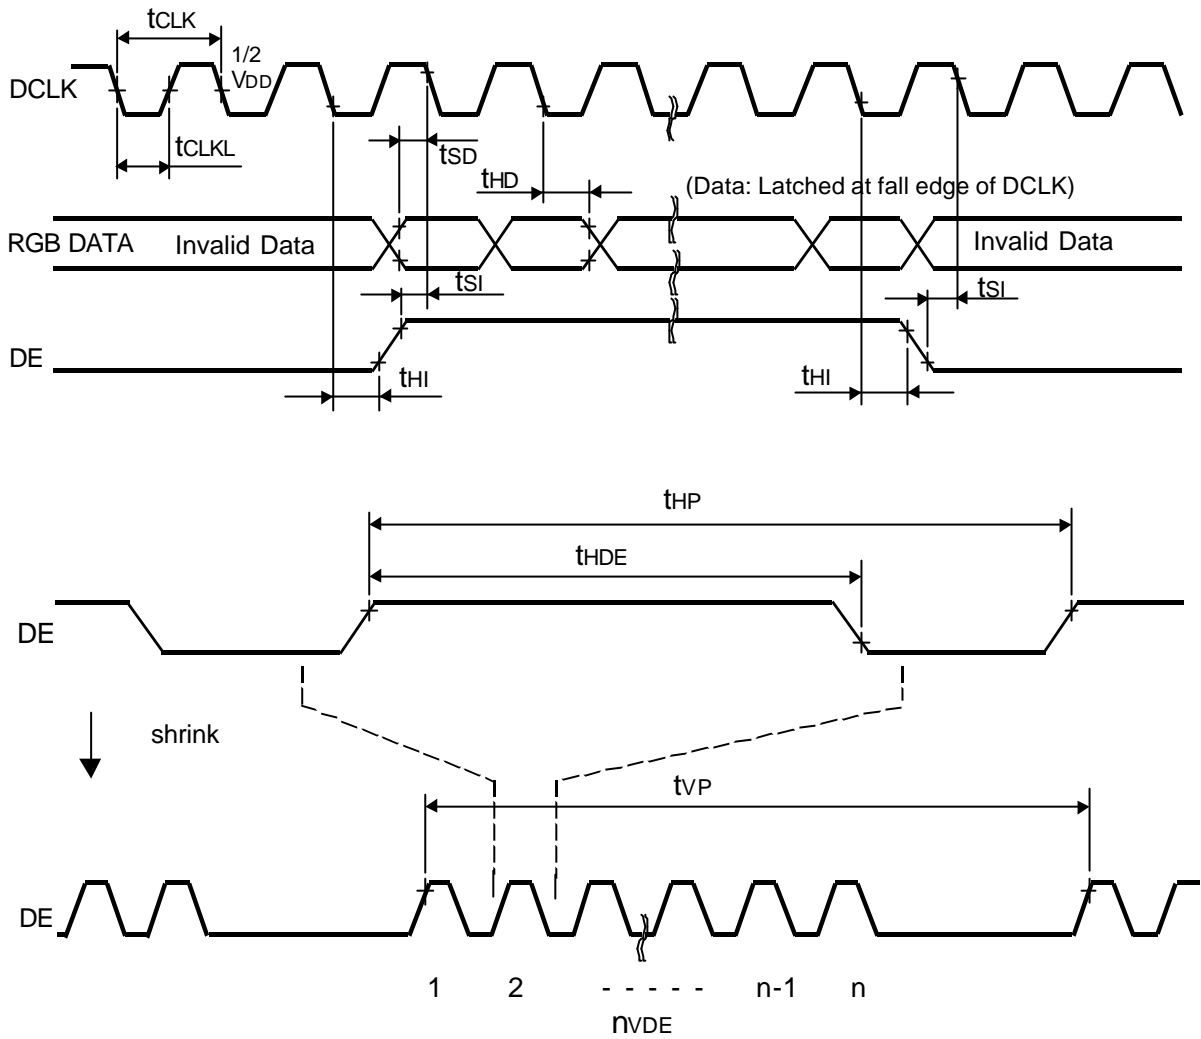 tCLK
1/2
VDD
DCLK
tCLKL
tSD
tHD
(Data: Latched at fall edge of DCLK)
RGB DATA Invalid Data Invalid Data
tSI tSI
DE
tHI tHI
tHP
tHDE
DE
shrink
tVP
DE
1 2 - - - - - n-1 n
nVDE